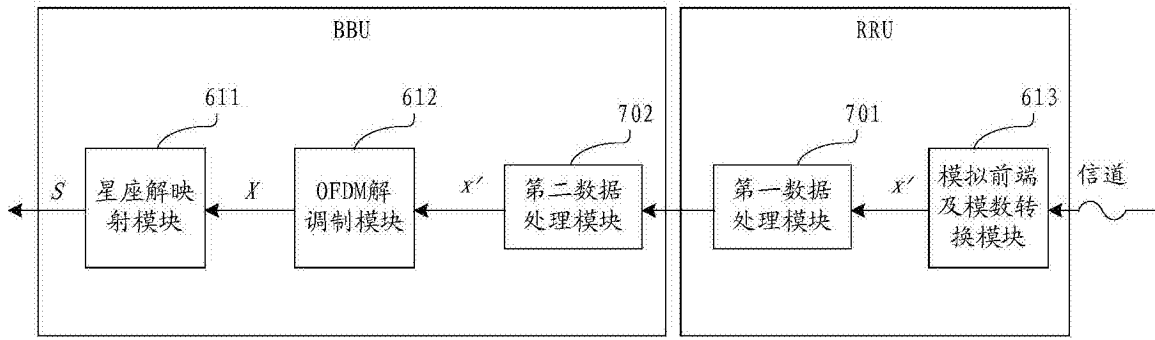 BBU
RRU
611
612
702
701
613
S
星座解映
射模块
X
OFDM解
调制模块
x′
第二数据
处理模块
第一数据
处理模块
x′
模拟前端
及模数转
换模块
信道